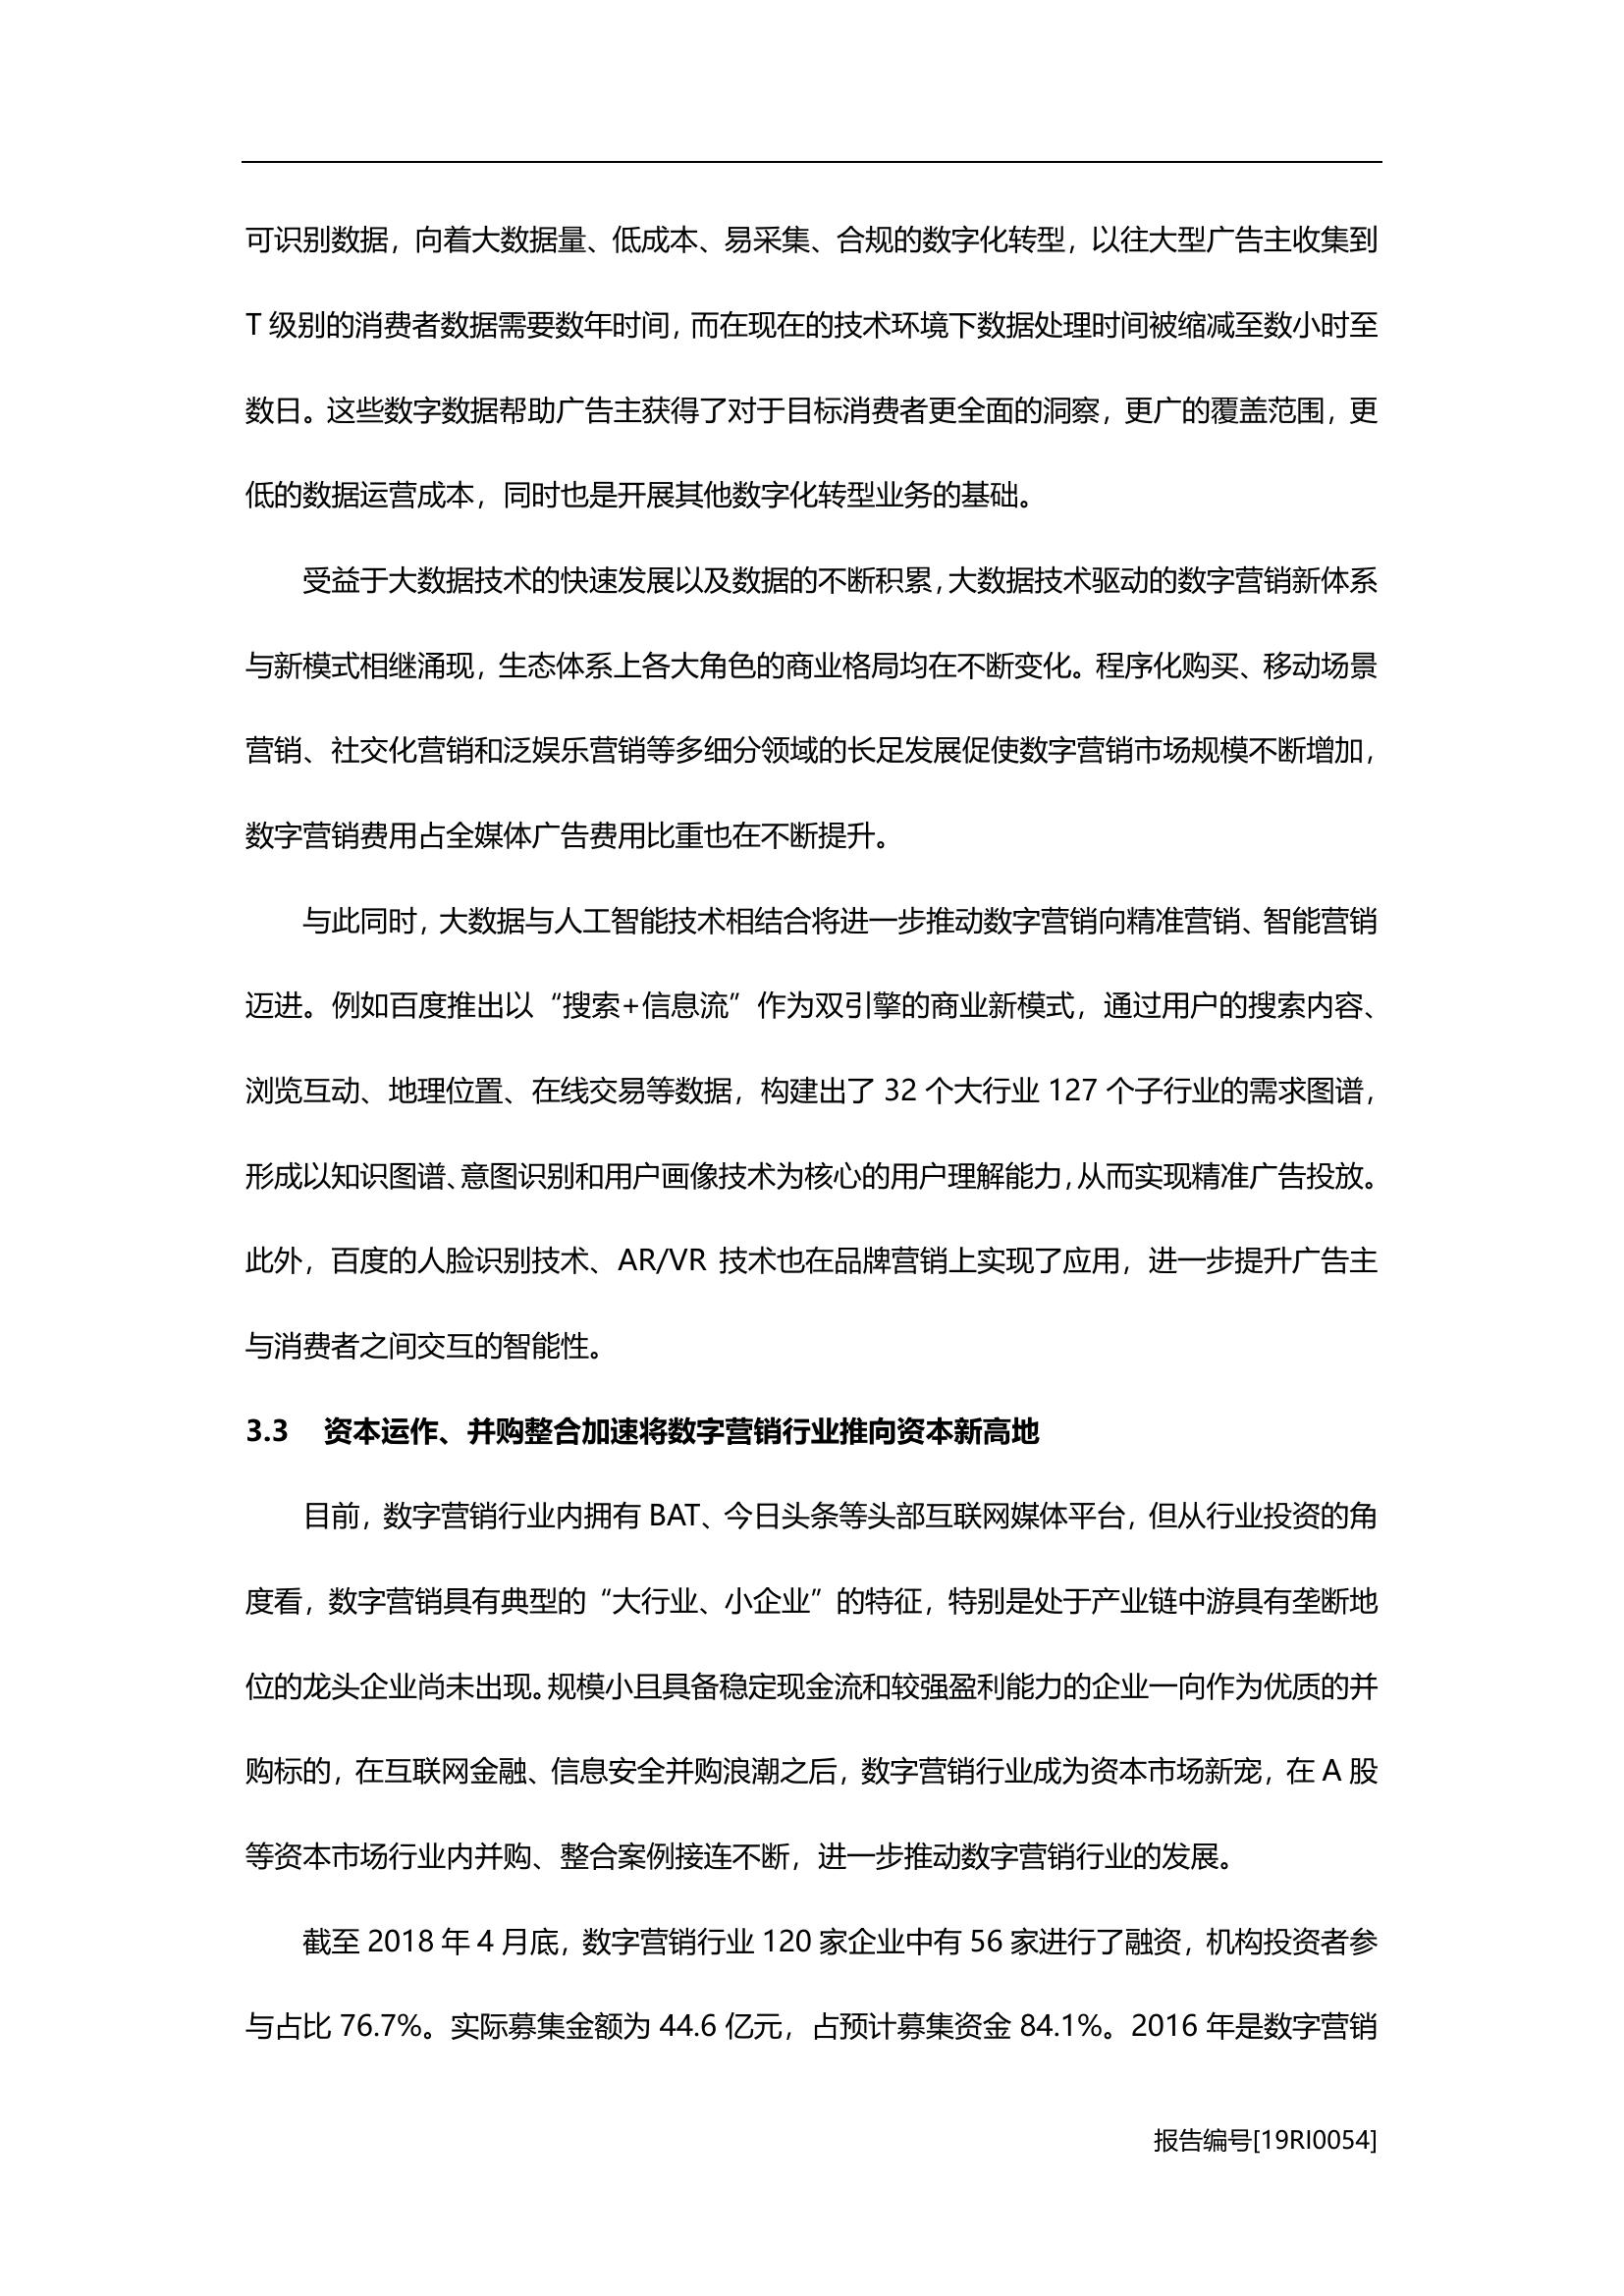 可识别数据，向着大数据量、低成本、易采集、合规的数字化转型，以往大型广告主收集到
T 级别的消费者数据需要数年时间，而在现在的技术环境下数据处理时间被缩减至数小时至
数日。这些数字数据帮助广告主获得了对于目标消费者更全面的洞察，更广的覆盖范围，更
低的数据运营成本，同时也是开展其他数字化转型业务的基础。
受益于大数据技术的快速发展以及数据的不断积累，大数据技术驱动的数字营销新体系
与新模式相继涌现，生态体系上各大角色的商业格局均在不断变化。程序化购买、移动场景
营销、社交化营销和泛娱乐营销等多细分领域的长足发展促使数字营销市场规模不断增加，
数字营销费用占全媒体广告费用比重也在不断提升。
与此同时，大数据与人工智能技术相结合将进一步推动数字营销向精准营销、智能营销
迈进。例如百度推出以“搜索+信息流”作为双引擎的商业新模式，通过用户的搜索内容、
浏览互动、地理位置、在线交易等数据，构建出了 32 个大行业 127 个子行业的需求图谱，
形成以知识图谱、意图识别和用户画像技术为核心的用户理解能力，从而实现精准广告投放。
此外，百度的人脸识别技术、AR/VR 技术也在品牌营销上实现了应用，进一步提升广告主
与消费者之间交互的智能性。
3.3 资本运作、并购整合加速将数字营销行业推向资本新高地
目前，数字营销行业内拥有 BAT、今日头条等头部互联网媒体平台，但从行业投资的角
度看，数字营销具有典型的“大行业、小企业”的特征，特别是处于产业链中游具有垄断地
位的龙头企业尚未出现。规模小且具备稳定现金流和较强盈利能力的企业一向作为优质的并
购标的，在互联网金融、信息安全并购浪潮之后，数字营销行业成为资本市场新宠，在 A 股
等资本市场行业内并购、整合案例接连不断，进一步推动数字营销行业的发展。
截至 2018 年 4 月底，数字营销行业 120 家企业中有 56 家进行了融资，机构投资者参
与占比 76.7%。实际募集金额为 44.6 亿元，占预计募集资金 84.1%。2016 年是数字营销
报告编号[19RI0054]